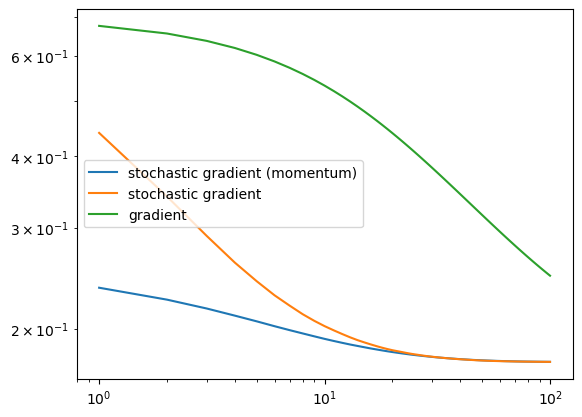 6 × 10⁻¹
4 × 10⁻¹
3 × 10⁻¹
2 × 10⁻¹
stochastic gradient (momentum)
stochastic gradient
gradient
10⁰
10¹
10²